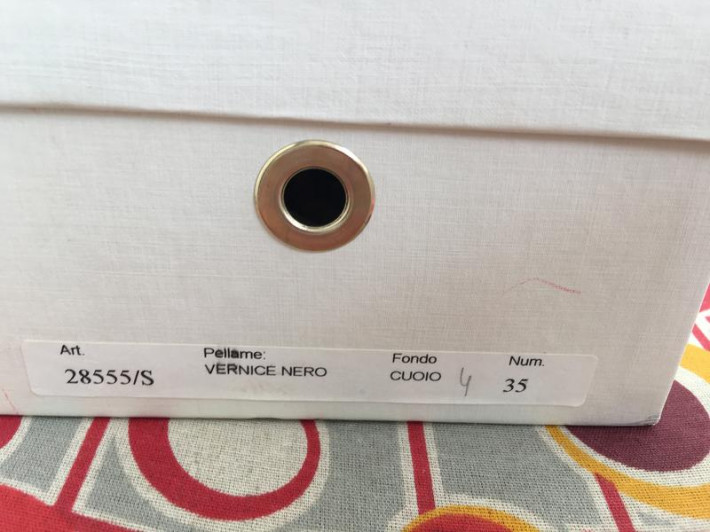 Art. Pellame: Fondo Num.
28555/S VERNICE NERO CUOIO 4 35